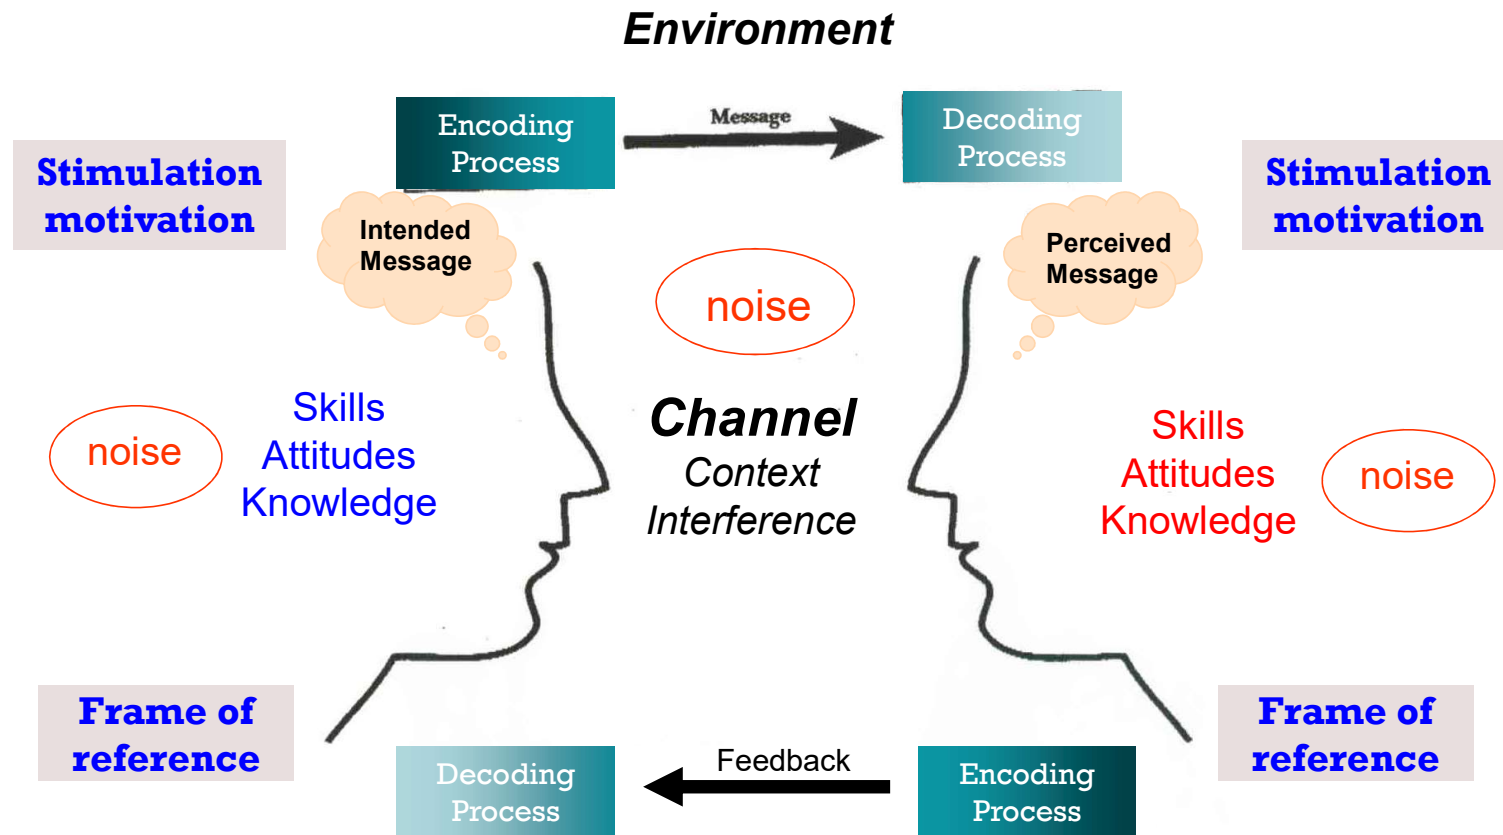 Environment
Encoding
Process
Message
Decoding
Process
Stimulation
motivation
Stimulation
motivation
Intended
Message
Perceived
Message
noise
Skills
Attitudes
Knowledge
noise
Channel
Context
Interference
Skills
Attitudes
Knowledge
noise
Frame of
reference
Frame of
reference
Decoding
Process
Feedback
Encoding
Process